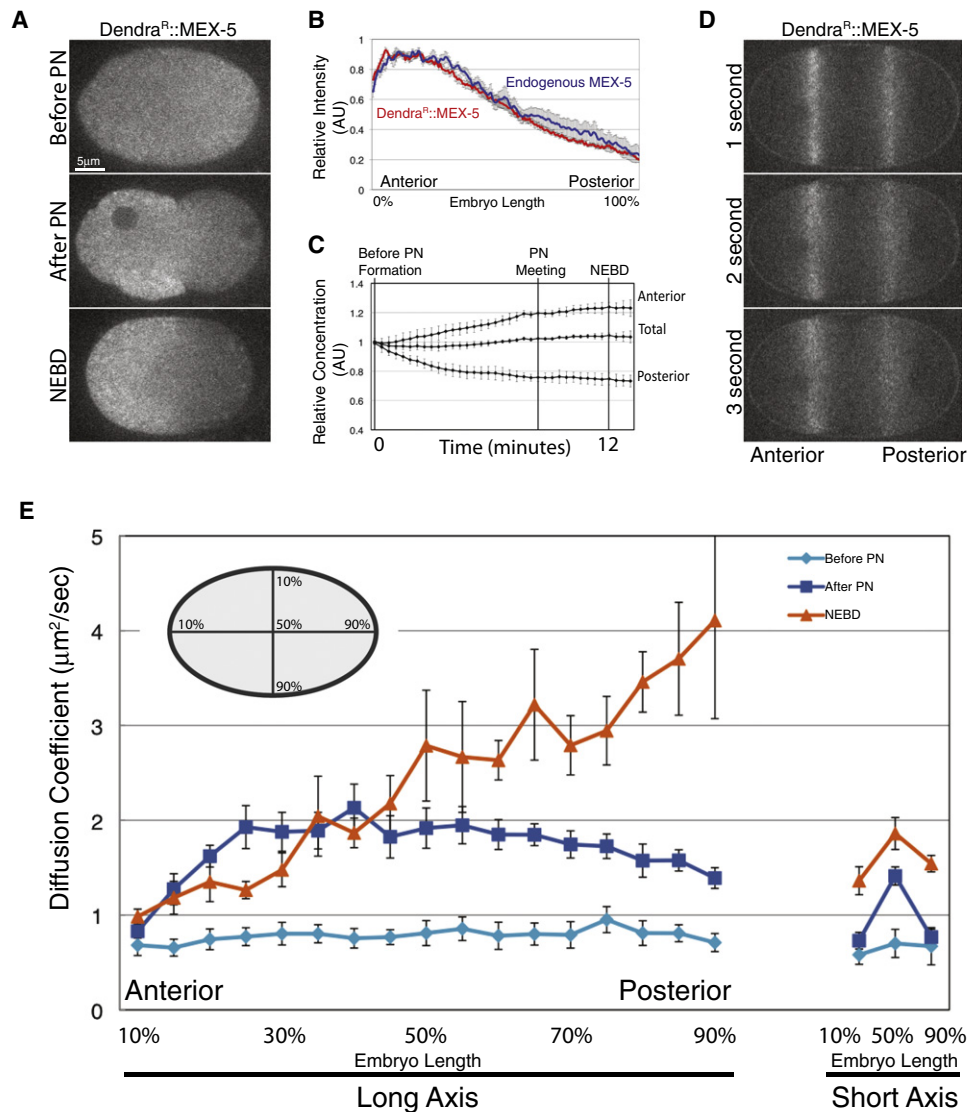 A
Dendraᴿ::MEX-5
Before PN
5μm
After PN
NEBD
B
Relative Intensity
(AU)
1
0.8
0.6
0.4
0.2
0
Endogenous MEX-5
Dendraᴿ::MEX-5
Anterior
Posterior
0%
Embryo Length
100%
C
Before PN
Formation
PN
Meeting
NEBD
Relative Concentration
(AU)
1.4
1.2
1
0.8
0.6
0.4
Anterior
Total
Posterior
0
Time (minutes)
12
D
Dendraᴿ::MEX-5
1 second
2 second
3 second
Anterior
Posterior
E
Diffusion Coefficient (μm²/sec)
5
4
3
2
1
0
10%
10%
50%
90%
90%
Before PN
After PN
NEBD
Anterior
Posterior
10%
30%
50%
70%
90%
Embryo Length
Long Axis
10%
50%
90%
Embryo Length
Short Axis